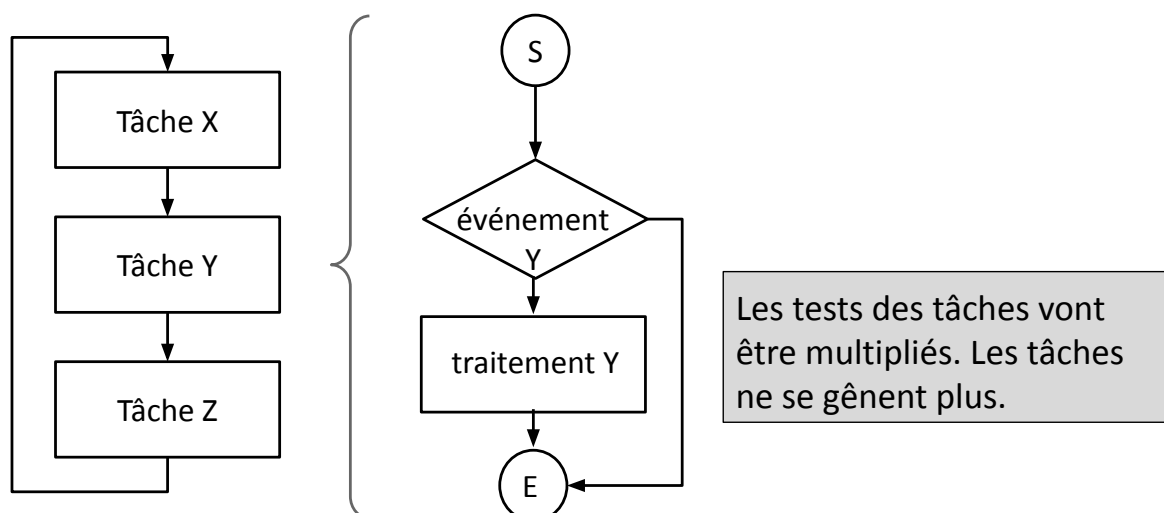 Tâche X
Tâche Y
Tâche Z
S
événement
Y
traitement Y
E
Les tests des tâches vont
être multipliés. Les tâches
ne se gênent plus.